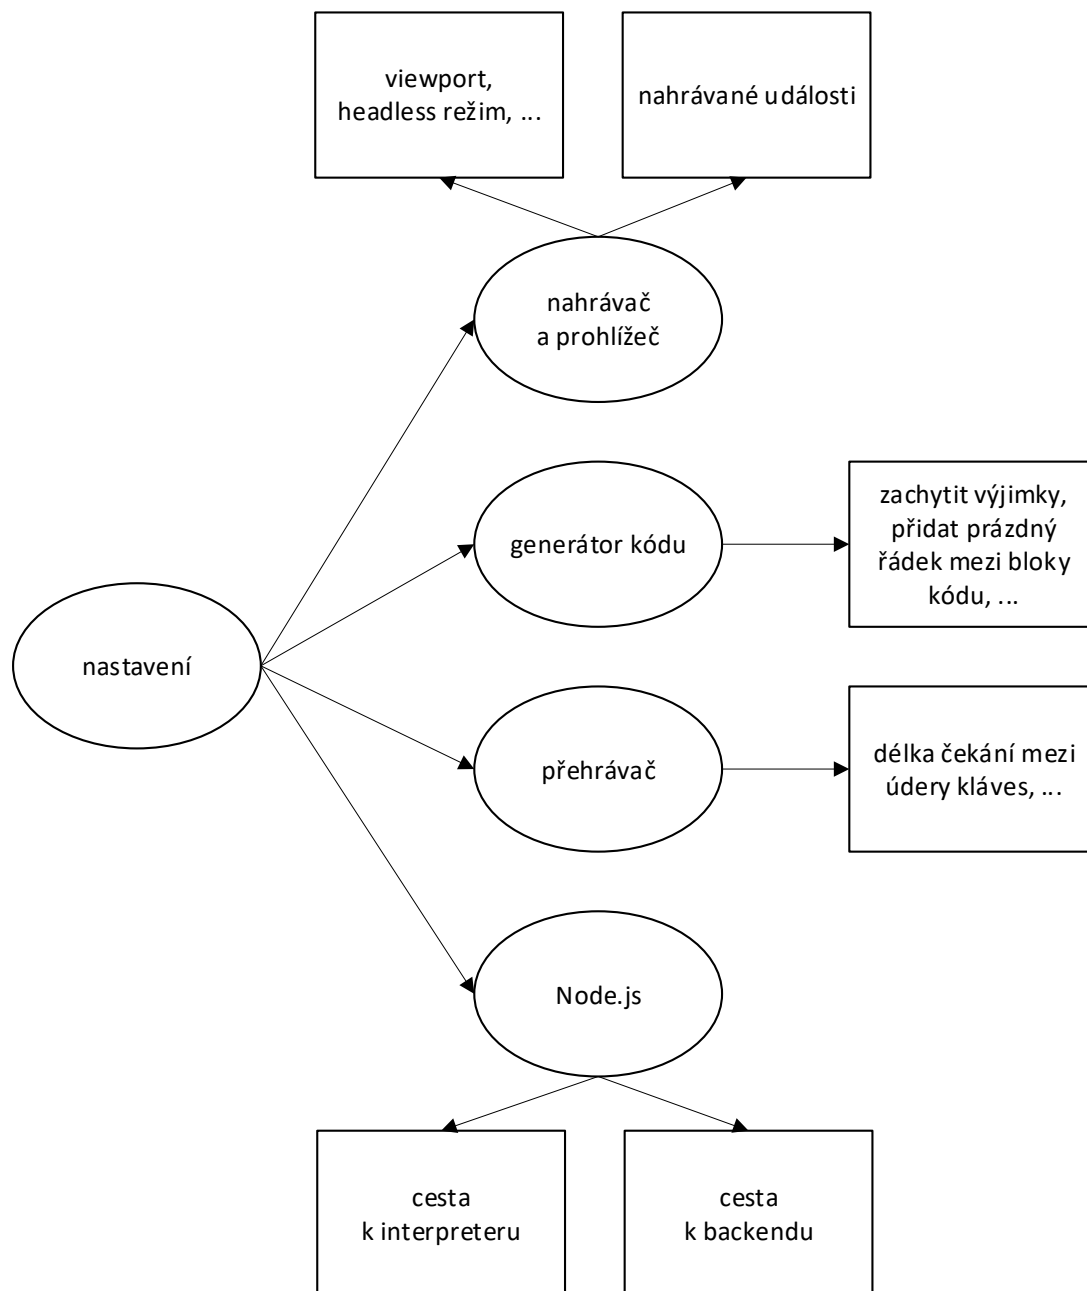 viewport,
headless režim, ...
nahrávané události
nahrávač
a prohlížeč
generátor kódu
zachytit výjimky,
přidat prázdný
řádek mezi bloky
kódu, ...
nastavení
přehrávač
délka čekání mezi
údery kláves, ...
Node.js
cesta
k interpreteru
cesta
k backendu